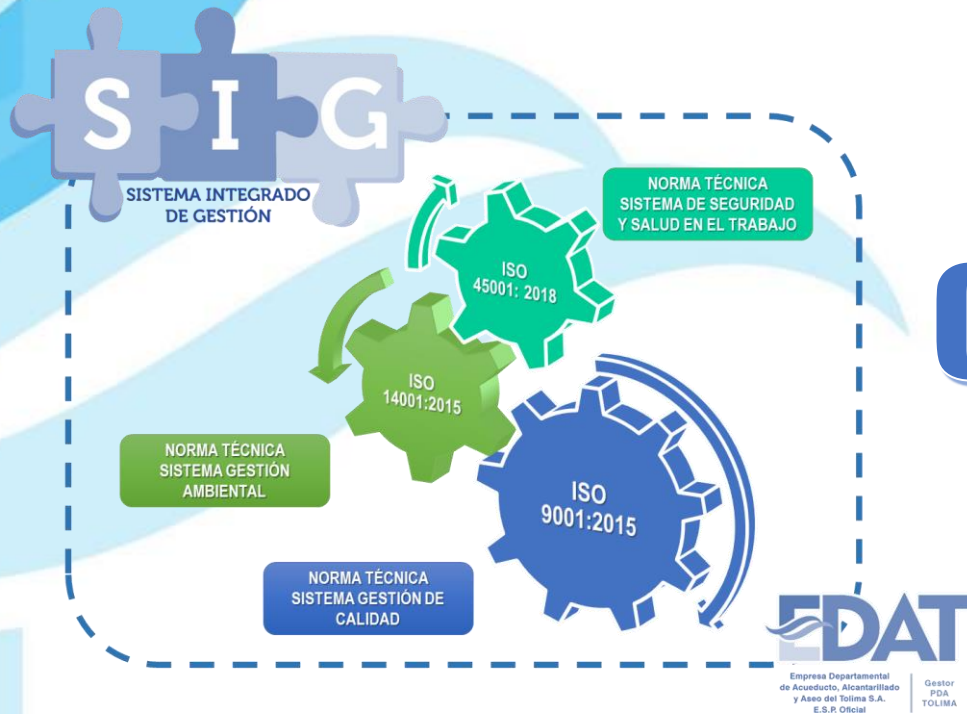 SIG
SISTEMA INTEGRADO
DE GESTIÓN
NORMA TÉCNICA
SISTEMA DE SEGURIDAD
Y SALUD EN EL TRABAJO
ISO
45001: 2018
ISO
14001:2015
NORMA TÉCNICA
SISTEMA GESTIÓN
AMBIENTAL
ISO
9001:2015
NORMA TÉCNICA
SISTEMA GESTIÓN DE
CALIDAD
EDAT
Empresa Departamental
de Acueducto, Alcantarillado
y Aseo del Tolima S.A.
E.S.P. Oficial
Gestor
PDA
TOLIMA